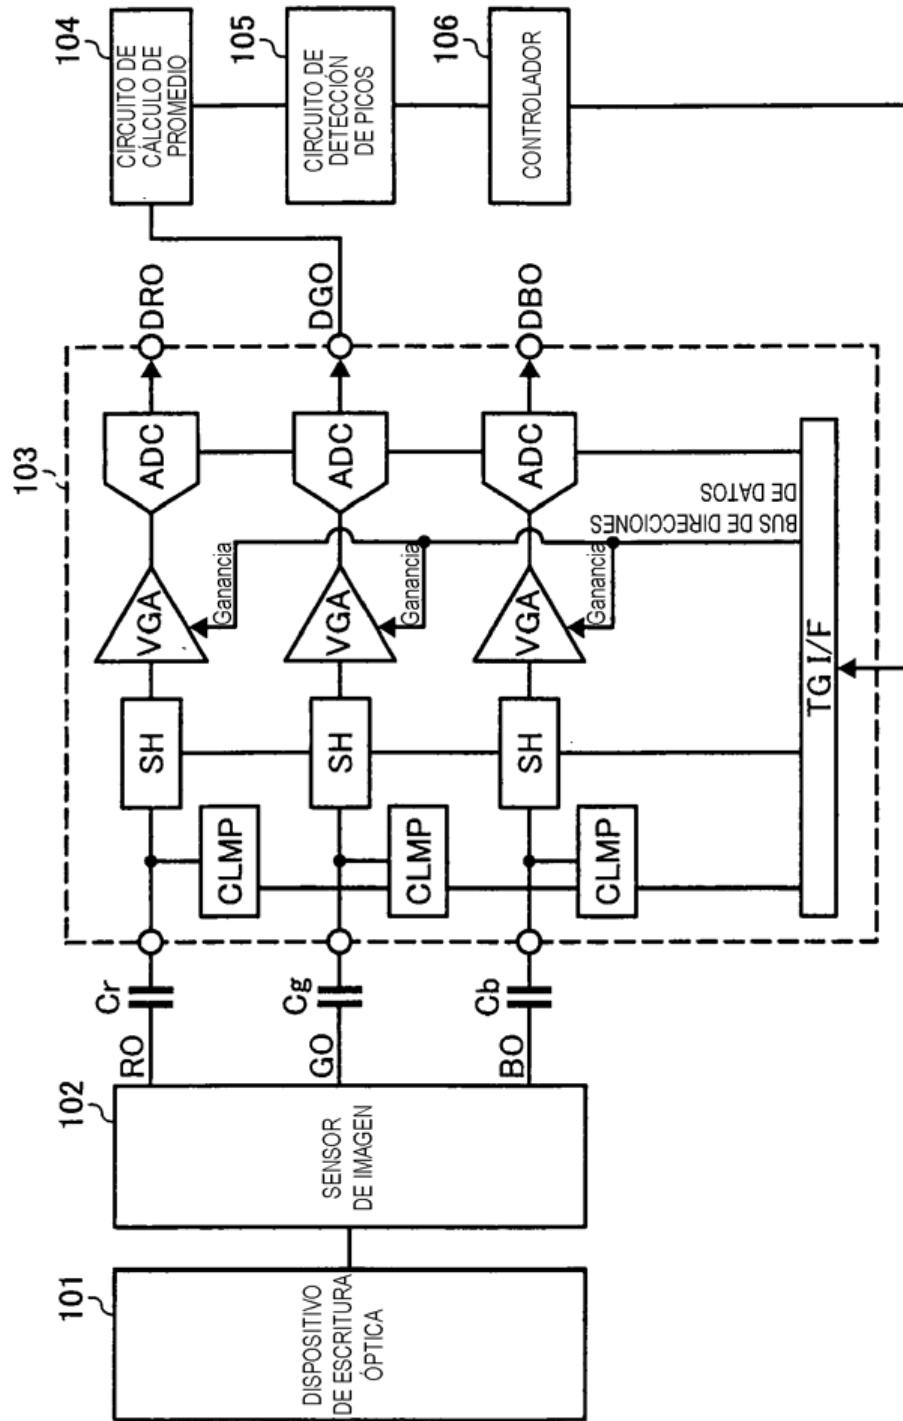 101
DISPOSITIVO
DE ESCRITURA
ÓPTICA
102
SENSOR
DE IMAGEN
RO
GO
BO
Cr
Cg
Cb
103
CLMP
CLMP
CLMP
SH
SH
SH
VGA
VGA
VGA
Ganancia
Ganancia
Ganancia
ADC
ADC
ADC
BUS DE DIRECCIONES
DE DATOS
TG I/F
DRO
DGO
DBO
104
CIRCUITO DE
CÁLCULO DE
PROMEDIO
105
CIRCUITO DE
DETECCIÓN
DE PICOS
106
CONTROLADOR